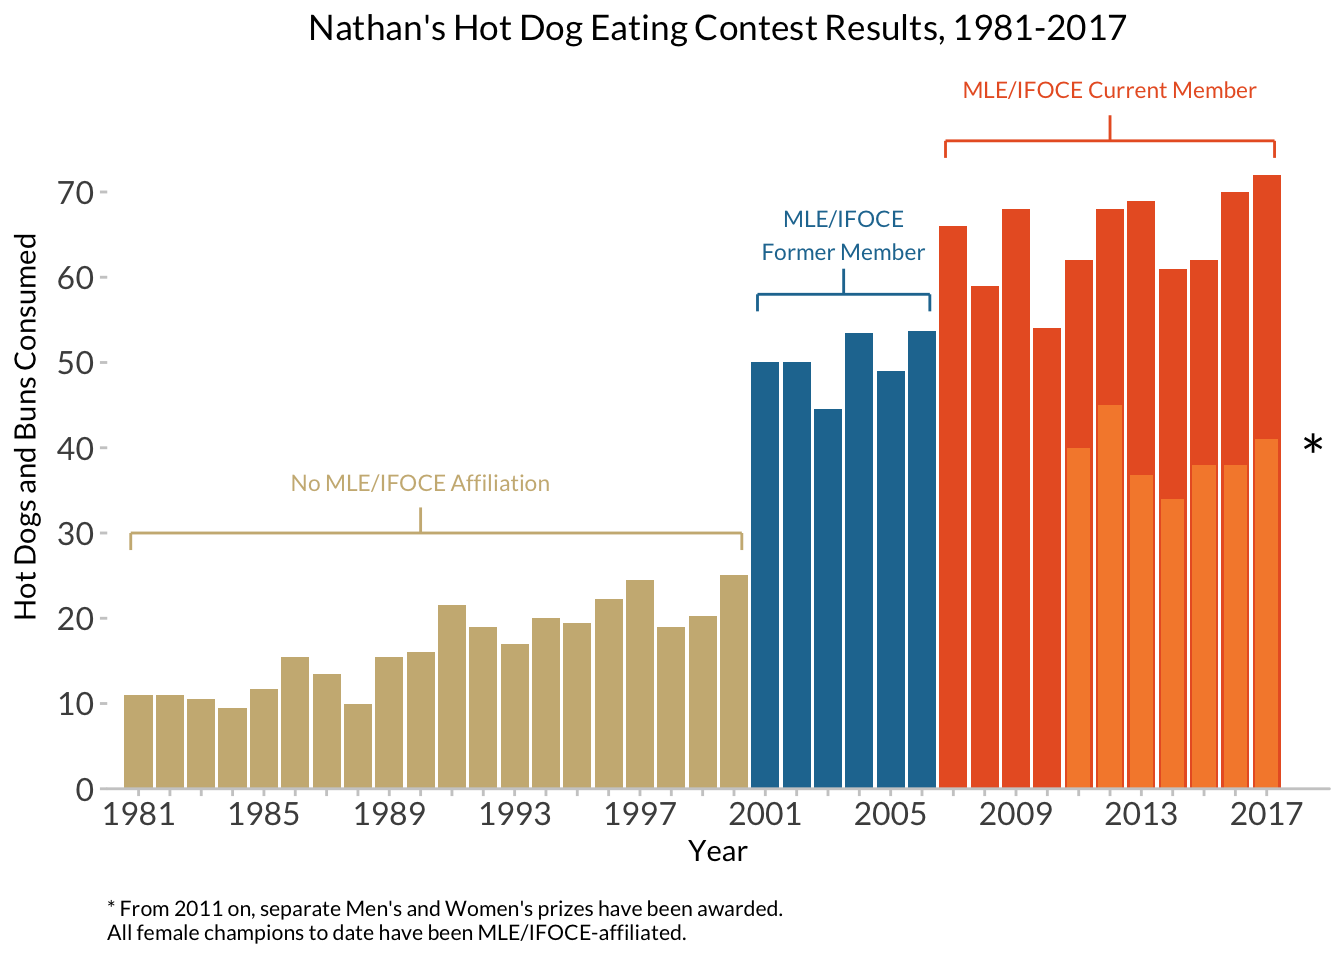 Nathan's Hot Dog Eating Contest Results, 1981-2017
MLE/IFOCE Current Member
MLE/IFOCE
Former Member
No MLE/IFOCE Affiliation
Hot Dogs and Buns Consumed
70
60
50
40
30
20
10
0
*
1981 1985 1989 1993 1997 2001 2005 2009 2013 2017
Year
* From 2011 on, separate Men's and Women's prizes have been awarded.
All female champions to date have been MLE/IFOCE-affiliated.